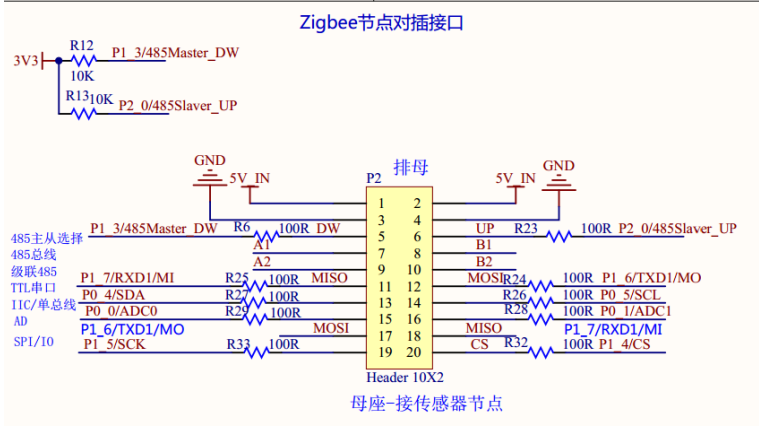 Zigbee节点对插接口
R12 P1_3/485Master_DW
3V3
10K
R13 10K P2_0/485Slaver_UP
GND 排母 GND
5V_IN P2 5V_IN
1 2
3 4
P1_3/485Master_DW R6 100R DW 5 6 UP R23 100R P2_0/485Slaver_UP
485主从选择
485总线 A1 7 8 B1
级联485 A2 9 10 B2
TTL串口 P1_7/RXD1/MI R25 100R MISO 11 12 MOSI R24 100R P1_6/TXD1/MO
IIC/单总线 P0_4/SDA R27 100R 13 14 R26 100R P0_5/SCL
AD P0_0/ADC0 R29 100R 15 16 R28 100R P0_1/ADC1
P1_6/TXD1/MO MOSI 17 18 MISO P1_7/RXD1/MI
SPI/IO P1_5/SCK R33 100R 19 20 CS R32 100R P1_4/CS
Header 10X2
母座-接传感器节点